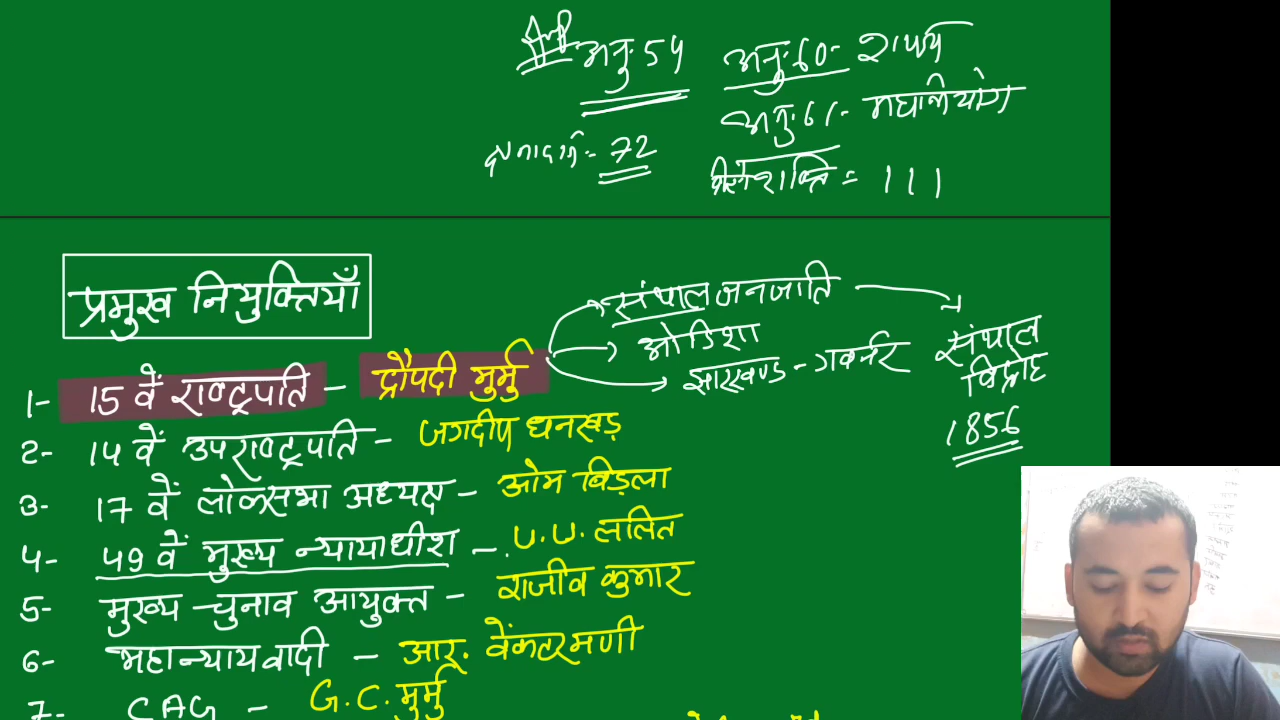 अनु. 54
अनु. 60- शपथ
अनु. 61- महाभियोग
क्षमादान = 72
वीटो शक्ति = 111
प्रमुख नियुक्तियाँ
संथाल जनजाति
ओडिशा
झारखण्ड - गवर्नर
संथाल
विद्रोह
1856
1- 15 वें राष्ट्रपति - द्रौपदी मुर्मु
2- 14 वें उपराष्ट्रपति - जगदीप धनखड़
3- 17 वें लोकसभा अध्यक्ष - ओम बिड़ला
4- 49 वें मुख्य न्यायाधीश - U.U. ललित
5- मुख्य चुनाव आयुक्त - राजीव कुमार
6- महान्यायवादी - आर. वेंकटरमणी
7- CAG - G.C. मुर्मु